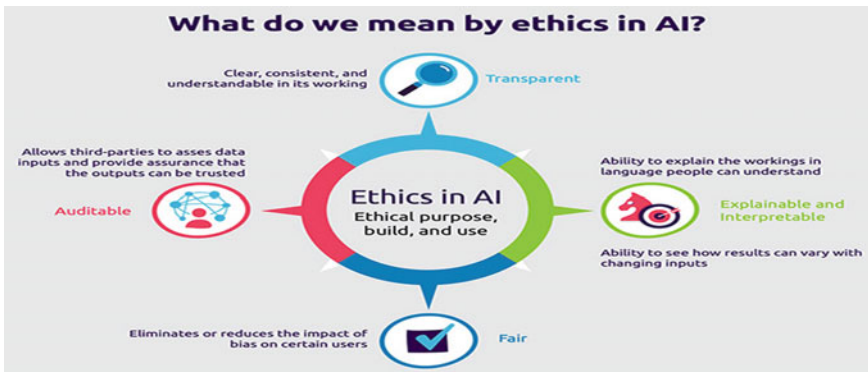 What do we mean by ethics in AI?
Clear, consistent, and
understandable in its working
Transparent
Allows third-parties to asses data
inputs and provide assurance that
the outputs can be trusted
Auditable
Ethics in AI
Ethical purpose,
build, and use
Ability to explain the workings in
language people can understand
Explainable and
Interpretable
Ability to see how results can vary with
changing inputs
Eliminates or reduces the impact of
bias on certain users
Fair